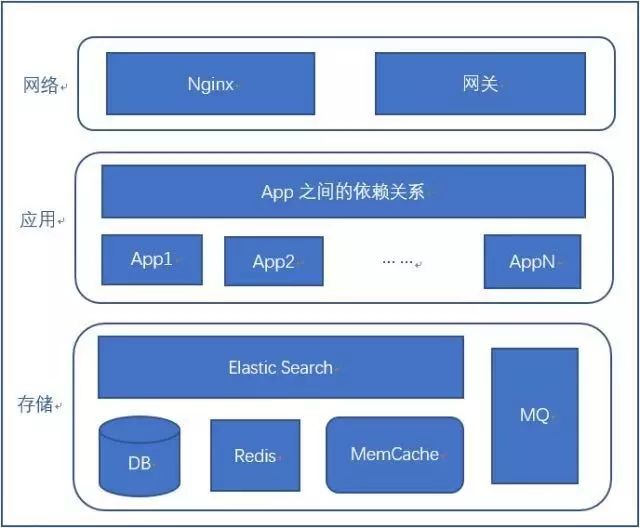 网络
Nginx
网关
应用
App 之间的依赖关系
App1
App2
... ...
AppN
存储
Elastic Search
MQ
DB
Redis
MemCache